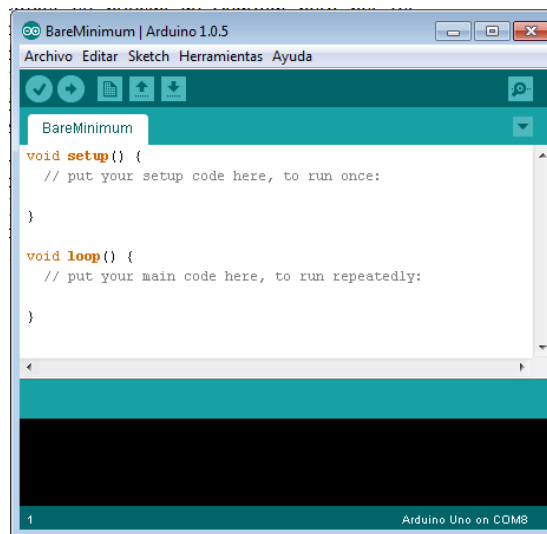 BareMinimum | Arduino 1.0.5
Archivo Editar Sketch Herramientas Ayuda
BareMinimum
void setup() {
// put your setup code here, to run once:
}
void loop() {
// put your main code here, to run repeatedly:
}
1
Arduino Uno on COM8